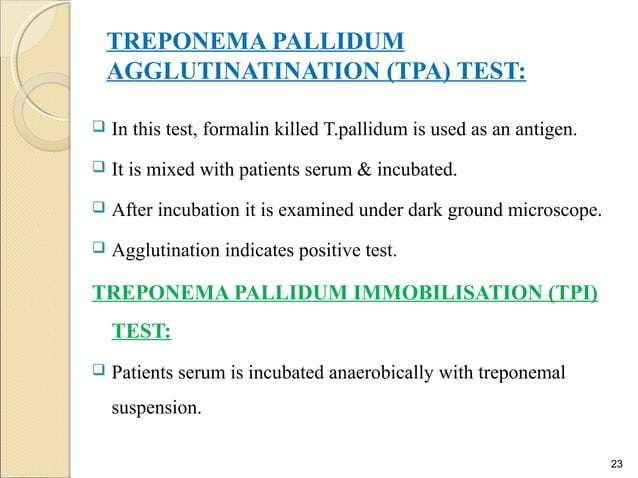 TREPONEMA PALLIDUM
AGGLUTINATINATION (TPA) TEST:
In this test, formalin killed T.pallidum is used as an antigen.
It is mixed with patients serum & incubated.
After incubation it is examined under dark ground microscope.
Agglutination indicates positive test.
TREPONEMA PALLIDUM IMMOBILISATION (TPI)
TEST:
Patients serum is incubated anaerobically with treponemal
suspension.
23